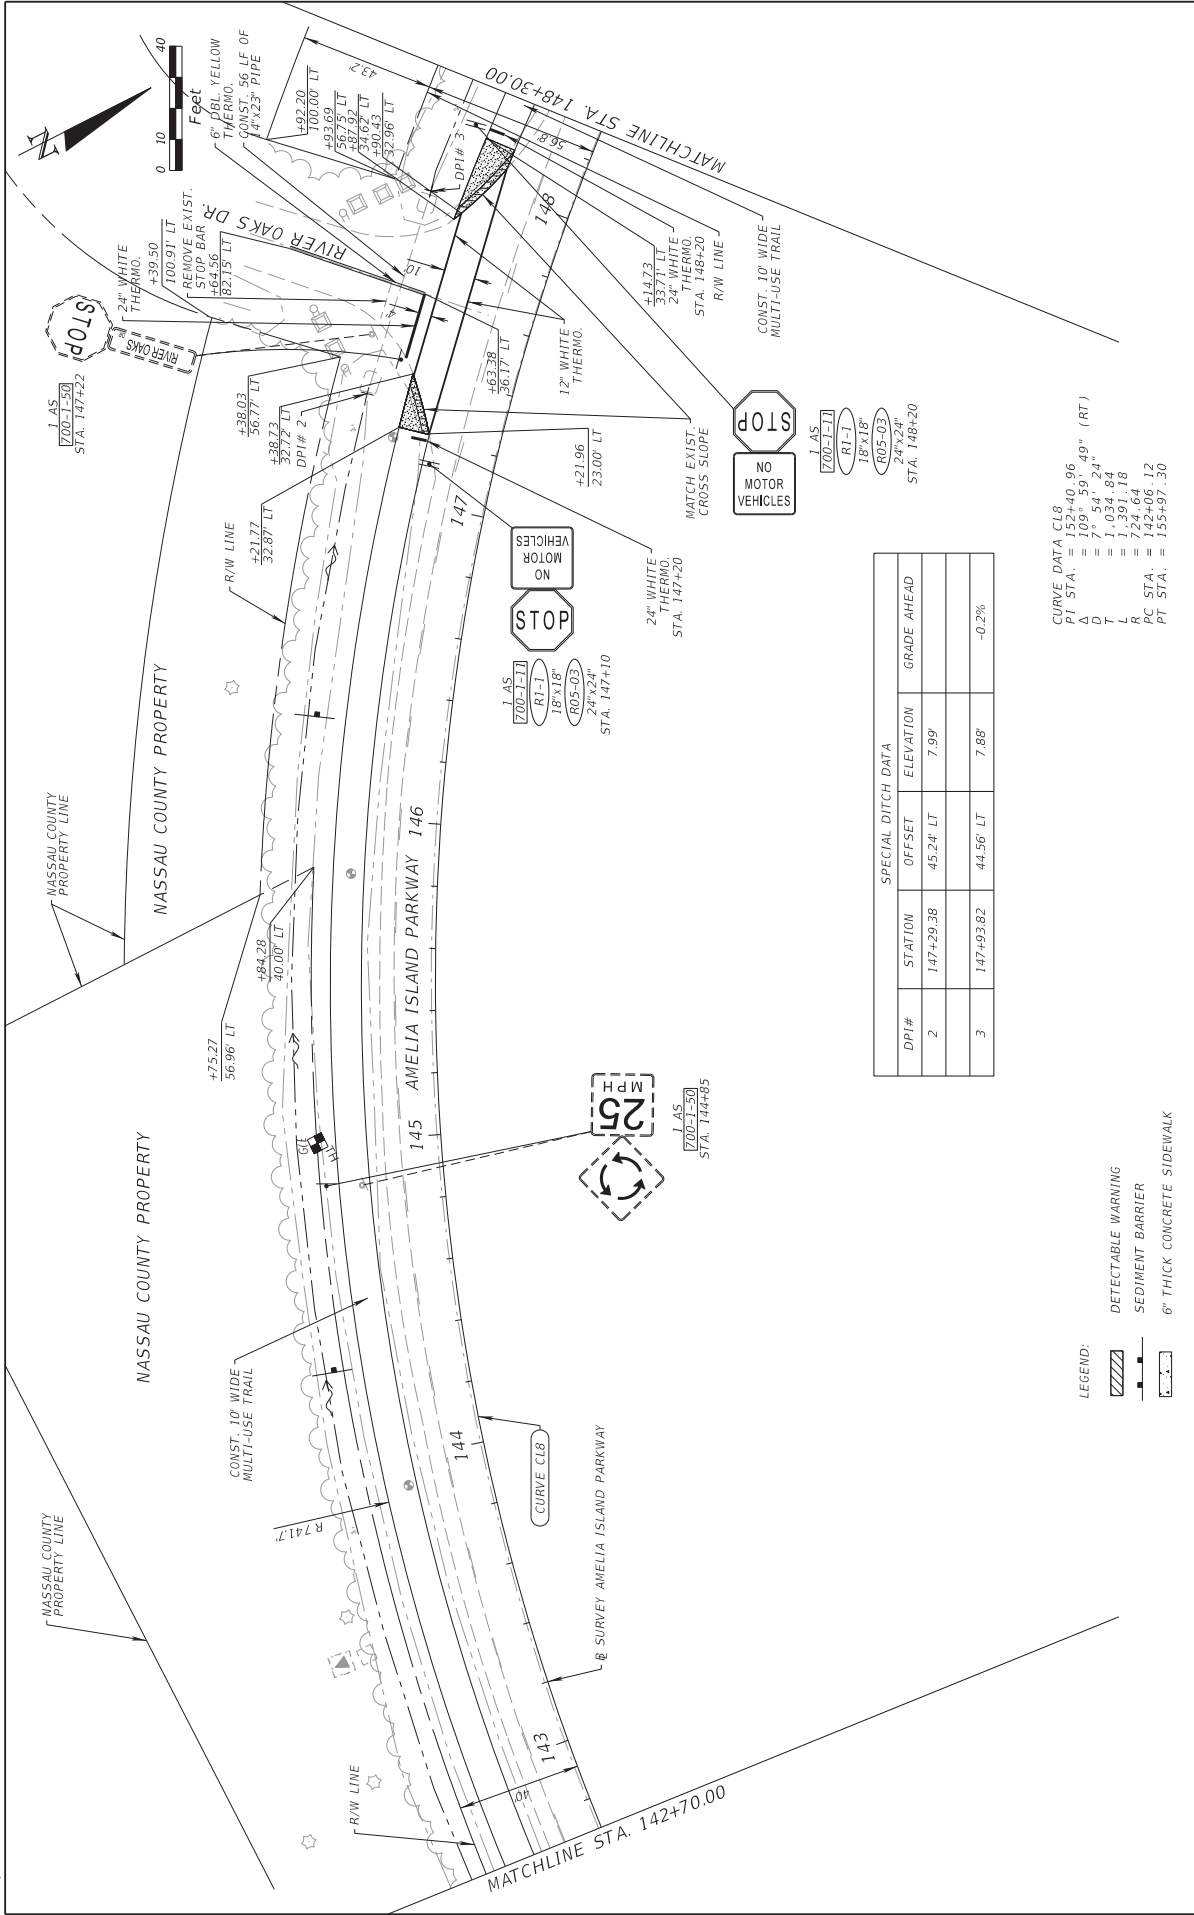 NASSAU COUNTY
PROPERTY LINE
NASSAU COUNTY PROPERTY
NASSAU COUNTY
PROPERTY LINE
NASSAU COUNTY PROPERTY
R/W LINE
CONST. 10' WIDE
MULTI-USE TRAIL
R 741.7'
+75.27
56.96' LT
+84.28
40.00' LT
R/W LINE
+21.77
32.87' LT
+38.03
56.77' LT
+38.73
32.72' LT
DPI# 2
1 AS
700-1-50
STA. 147+22
STOP
RIVER OAKS
24" WHITE
THERMO.
+39.50
100.91' LT
REMOVE EXIST.
STOP BAR
+64.56
82.15' LT
RIVER OAKS DR.
N
0 10 40
Feet
6" DBL. YELLOW
THERMO.
CONST. 56 LF OF
14"x23" PIPE
+92.20
100.00' LT
+93.69
56.75' LT
+87.92
34.62' LT
+90.43
32.96' LT
DPI# 3
43.2'
56.8'
10'
4'
MATCHLINE STA. 148+30.00
MATCHLINE STA. 142+70.00
40'
143
144
145
AMELIA ISLAND PARKWAY
146
147
148
GCE
TH
CURVE CL8
B SURVEY AMELIA ISLAND PARKWAY
25
MPH
1 AS
700-1-50
STA. 144+85
STOP
NO
MOTOR
VEHICLES
1 AS
700-1-11
R1-1
18"x18"
R05-03
24"x24"
STA. 147+10
24" WHITE
THERMO.
STA. 147+20
+21.96
23.00' LT
+63.38
36.17' LT
12" WHITE
THERMO.
MATCH EXIST.
CROSS SLOPE
+14.73
33.71' LT
24" WHITE
THERMO.
STA. 148+20
R/W LINE
CONST. 10' WIDE
MULTI-USE TRAIL
NO
MOTOR
VEHICLES
STOP
1 AS
700-1-11
R1-1
18"x18"
R05-03
24"x24"
STA. 148+20
SPECIAL DITCH DATA
DPI# STATION OFFSET ELEVATION GRADE AHEAD
2 147+29.38 45.24' LT 7.99'
-0.2%
3 147+93.82 44.56' LT 7.88'
CURVE DATA CL8
PI STA. = 152+40.96
Δ = 109° 59' 49" (RT)
D = 7° 54' 24"
T = 1,034.84
L = 1,391.18
R = 724.64
PC STA. = 142+06.12
PT STA. = 155+97.30
LEGEND:
DETECTABLE WARNING
SEDIMENT BARRIER
6" THICK CONCRETE SIDEWALK